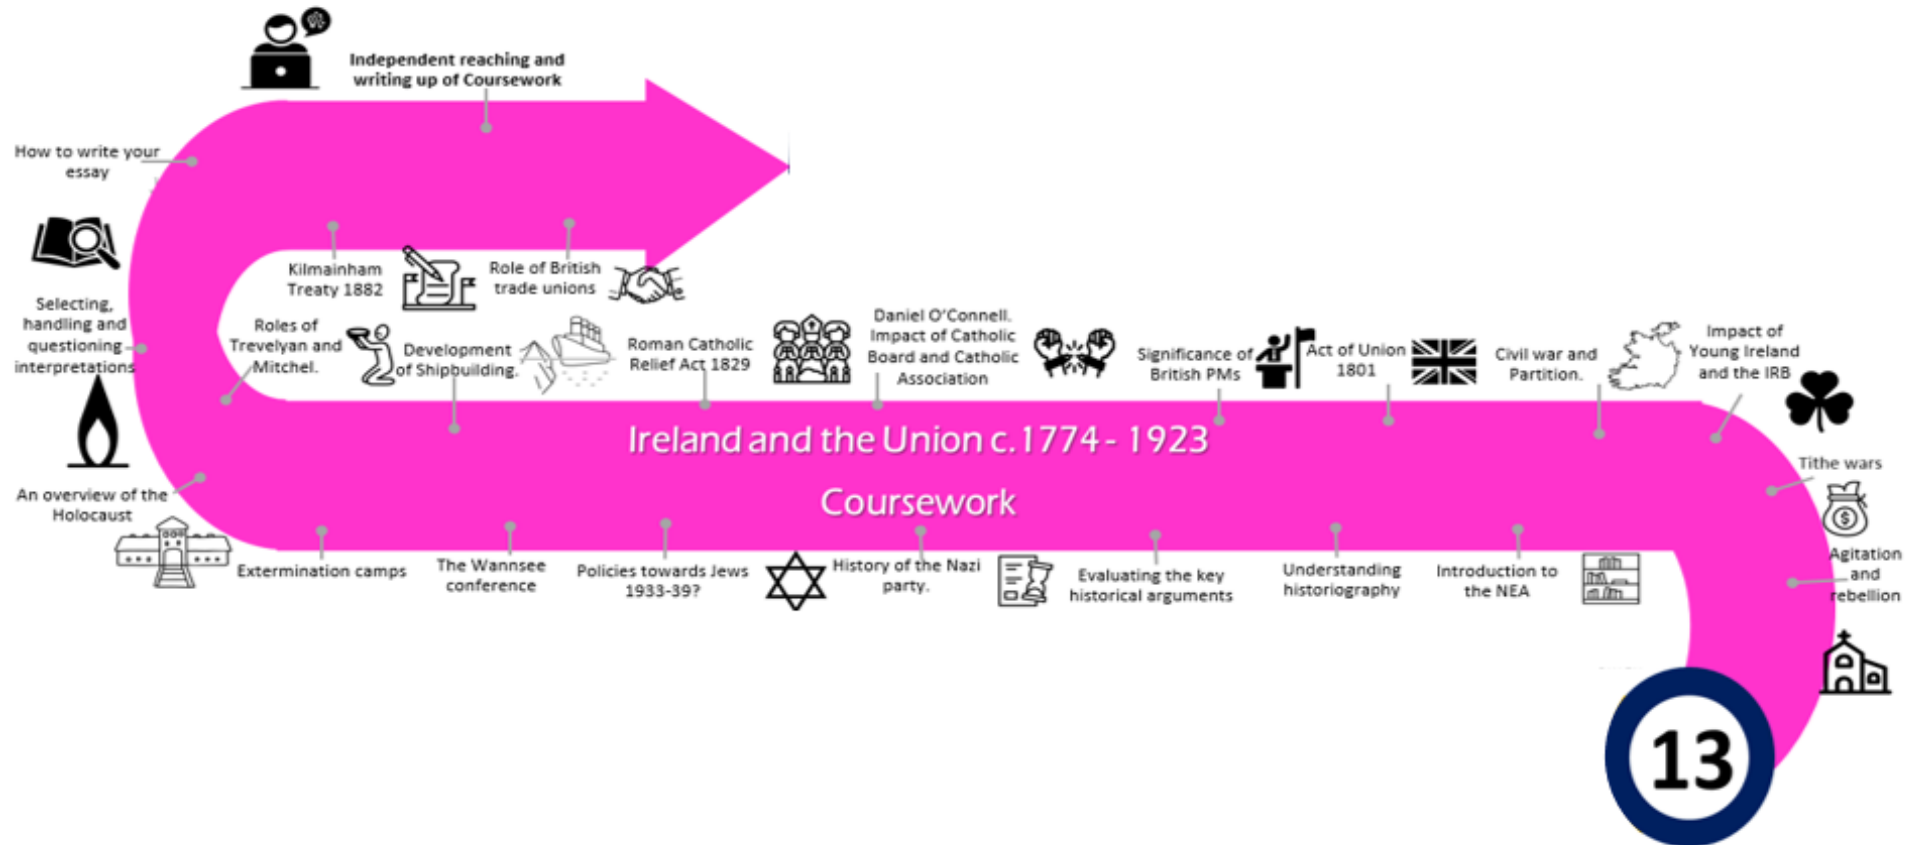 Independent reaching and
writing up of Coursework
How to write your
essay
Selecting,
handling and
questioning
interpretations
Kilmainham
Treaty 1882
Role of British
trade unions
Roles of
Trevelyan and
Mitchel.
Development
of Shipbuilding.
Roman Catholic
Relief Act 1829
Daniel O'Connell.
Impact of Catholic
Board and Catholic
Association
Significance of
British PMs
Act of Union
1801
Civil war and
Partition.
Impact of
Young Ireland
and the IRB
Tithe wars
Agitation
and
rebellion
Ireland and the Union c.1774 - 1923
Coursework
An overview of the
Holocaust
Extermination camps
The Wannsee
conference
Policies towards Jews
1933-39?
History of the Nazi
party.
Evaluating the key
historical arguments
Understanding
historiography
Introduction to
the NEA
13